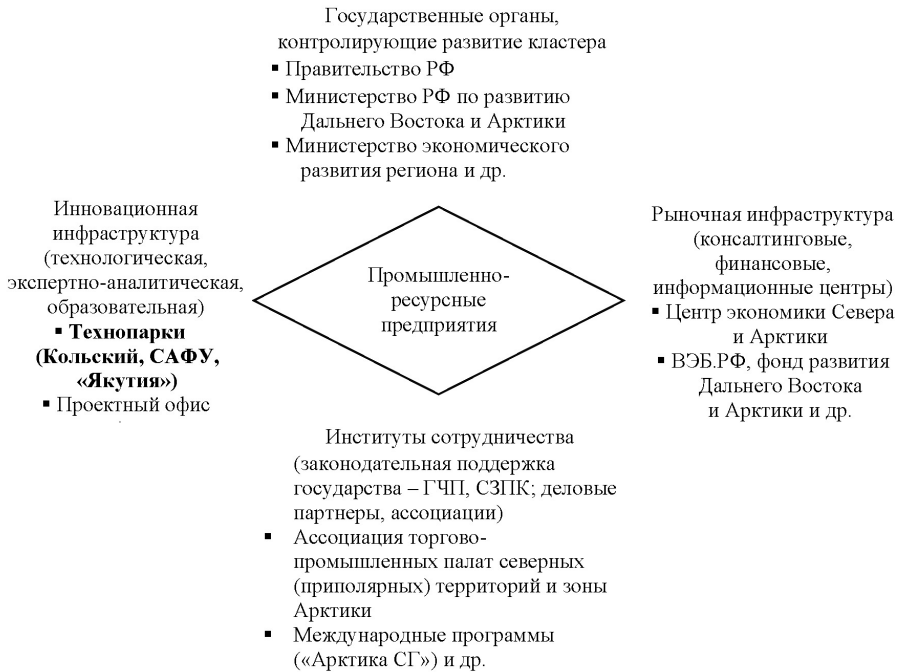 Государственные органы,
контролирующие развитие кластера
▪ Правительство РФ
▪ Министерство РФ по развитию
Дальнего Востока и Арктики
▪ Министерство экономического
развития региона и др.
Инновационная
инфраструктура
(технологическая,
экспертно-аналитическая,
образовательная)
▪ Технопарки
(Кольский, САФУ,
«Якутия»)
▪ Проектный офис
Промышленно-
ресурсные
предприятия
Рыночная инфраструктура
(консалтинговые,
финансовые,
информационные центры)
▪ Центр экономики Севера
и Арктики
▪ ВЭБ.РФ, фонд развития
Дальнего Востока
и Арктики и др.
Институты сотрудничества
(законодательная поддержка
государства – ГЧП, СЗПК; деловые
партнеры, ассоциации)
▪ Ассоциация торгово-
промышленных палат северных
(приполярных) территорий и зоны
Арктики
▪ Международные программы
(«Арктика СГ») и др.